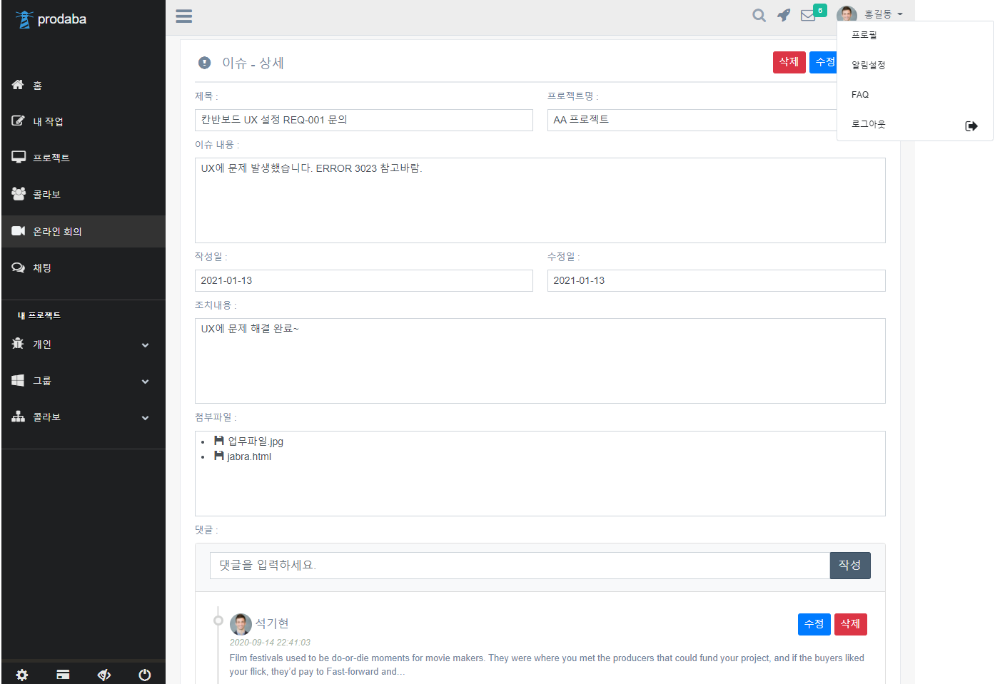 prodaba
홈
내 작업
프로젝트
콜라보
온라인 회의
채팅
내 프로젝트
개인
그룹
콜라보
6
홍길동
프로필
알림설정
FAQ
로그아웃
이슈 - 상세
삭제
수정
제목 :
프로젝트명 :
칸반보드 UX 설정 REQ-001 문의
AA 프로젝트
이슈 내용 :
UX에 문제 발생했습니다. ERROR 3023 참고바람.
작성일 :
수정일 :
2021-01-13
2021-01-13
조치내용 :
UX에 문제 해결 완료~
첨부파일 :
업무파일.jpg
jabra.html
댓글 :
댓글을 입력하세요.
작성
석기현
수정
삭제
2020-09-14 22:41:03
Film festivals used to be do-or-die moments for movie makers. They were where you met the producers that could fund your project, and if the buyers liked
your flick, they'd pay to Fast-forward and...